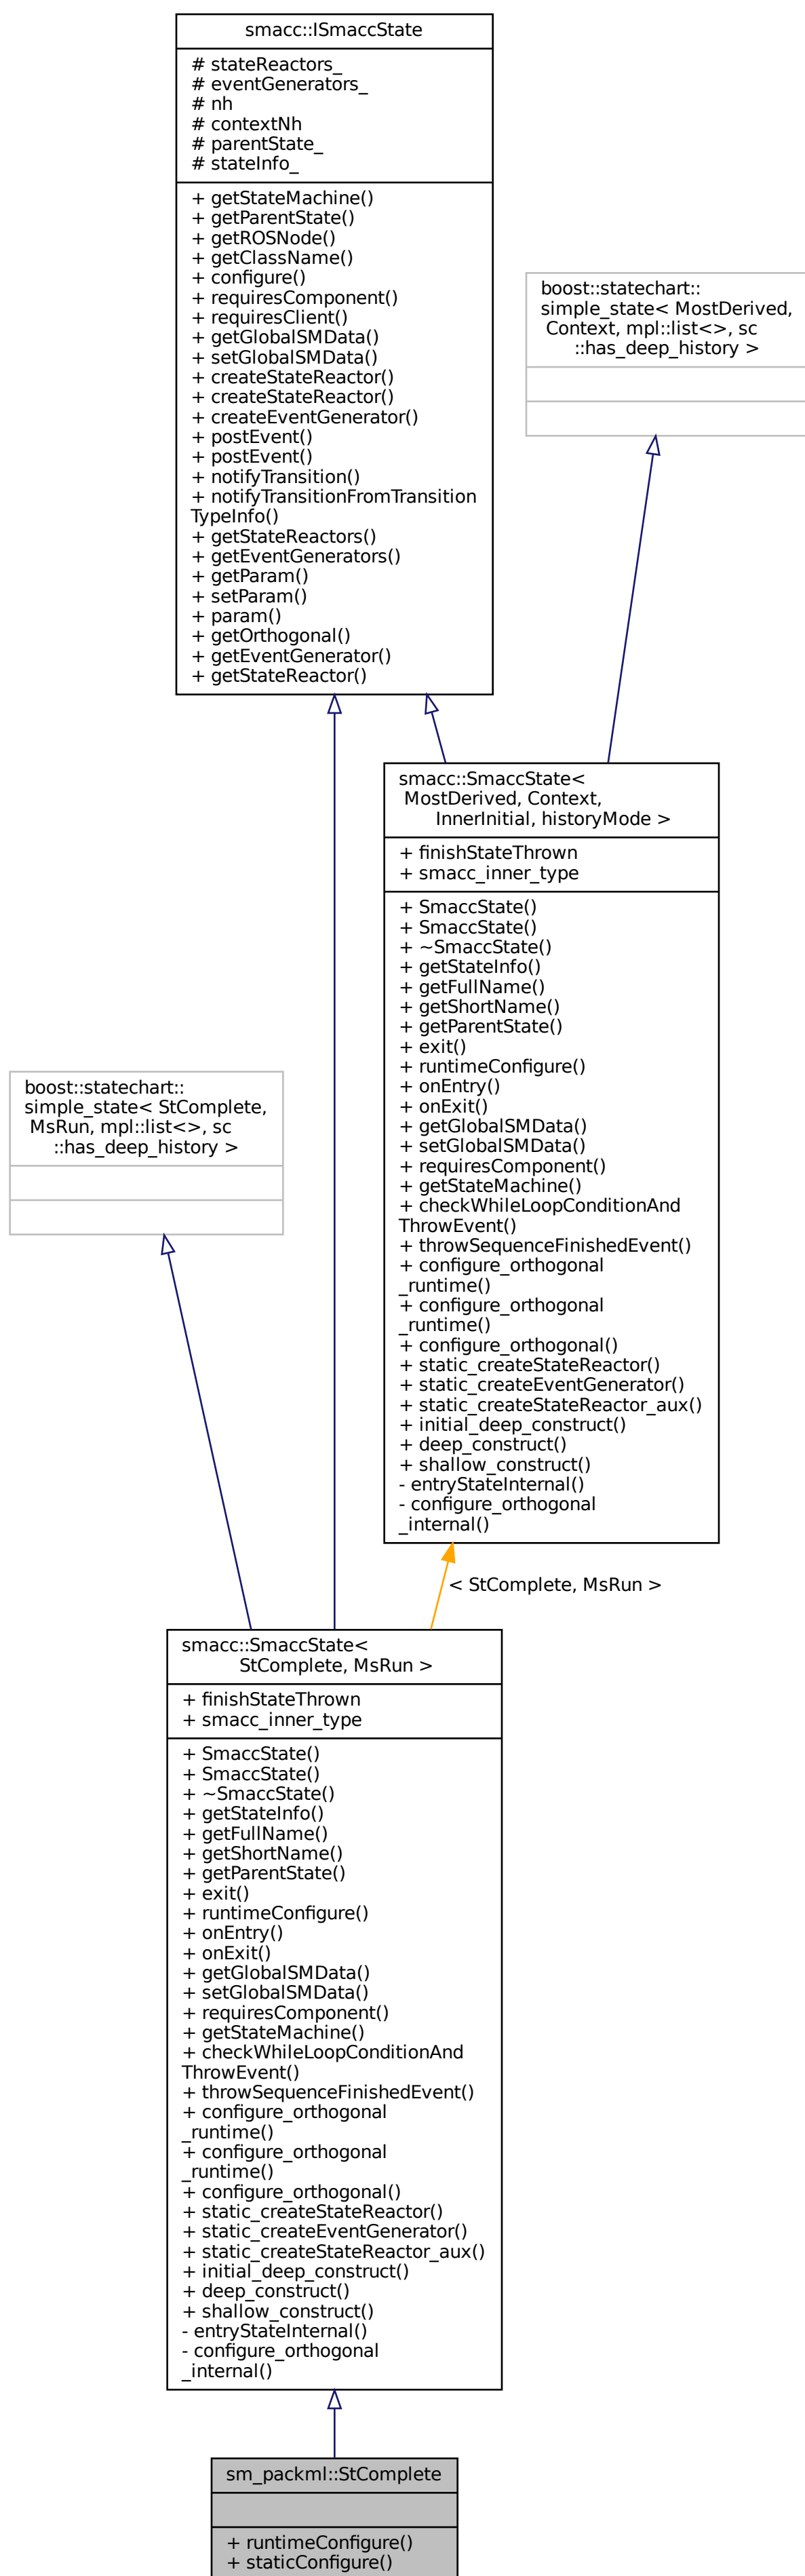 smacc::ISmaccState
# stateReactors_
# eventGenerators_
# nh
# contextNh
# parentState_
# stateInfo_
+ getStateMachine()
+ getParentState()
+ getROSNode()
+ getClassName()
+ configure()
+ requiresComponent()
+ requiresClient()
+ getGlobalSMData()
+ setGlobalSMData()
+ createStateReactor()
+ createStateReactor()
+ createEventGenerator()
+ postEvent()
+ postEvent()
+ notifyTransition()
+ notifyTransitionFromTransition
TypeInfo()
+ getStateReactors()
+ getEventGenerators()
+ getParam()
+ setParam()
+ param()
+ getOrthogonal()
+ getEventGenerator()
+ getStateReactor()
boost::statechart::
simple_state< MostDerived,
Context, mpl::list<>, sc
::has_deep_history >
smacc::SmaccState<
MostDerived, Context,
InnerInitial, historyMode >
+ finishStateThrown
+ smacc_inner_type
+ SmaccState()
+ SmaccState()
+ ~SmaccState()
+ getStateInfo()
+ getFullName()
+ getShortName()
+ getParentState()
+ exit()
+ runtimeConfigure()
+ onEntry()
+ onExit()
+ getGlobalSMData()
+ setGlobalSMData()
+ requiresComponent()
+ getStateMachine()
+ checkWhileLoopConditionAnd
ThrowEvent()
+ throwSequenceFinishedEvent()
+ configure_orthogonal
_runtime()
+ configure_orthogonal
_runtime()
+ configure_orthogonal()
+ static_createStateReactor()
+ static_createEventGenerator()
+ static_createStateReactor_aux()
+ initial_deep_construct()
+ deep_construct()
+ shallow_construct()
- entryStateInternal()
- configure_orthogonal
_internal()
boost::statechart::
simple_state< StComplete,
MsRun, mpl::list<>, sc
::has_deep_history >
< StComplete, MsRun >
smacc::SmaccState<
StComplete, MsRun >
+ finishStateThrown
+ smacc_inner_type
+ SmaccState()
+ SmaccState()
+ ~SmaccState()
+ getStateInfo()
+ getFullName()
+ getShortName()
+ getParentState()
+ exit()
+ runtimeConfigure()
+ onEntry()
+ onExit()
+ getGlobalSMData()
+ setGlobalSMData()
+ requiresComponent()
+ getStateMachine()
+ checkWhileLoopConditionAnd
ThrowEvent()
+ throwSequenceFinishedEvent()
+ configure_orthogonal
_runtime()
+ configure_orthogonal
_runtime()
+ configure_orthogonal()
+ static_createStateReactor()
+ static_createEventGenerator()
+ static_createStateReactor_aux()
+ initial_deep_construct()
+ deep_construct()
+ shallow_construct()
- entryStateInternal()
- configure_orthogonal
_internal()
sm_packml::StComplete
+ runtimeConfigure()
+ staticConfigure()